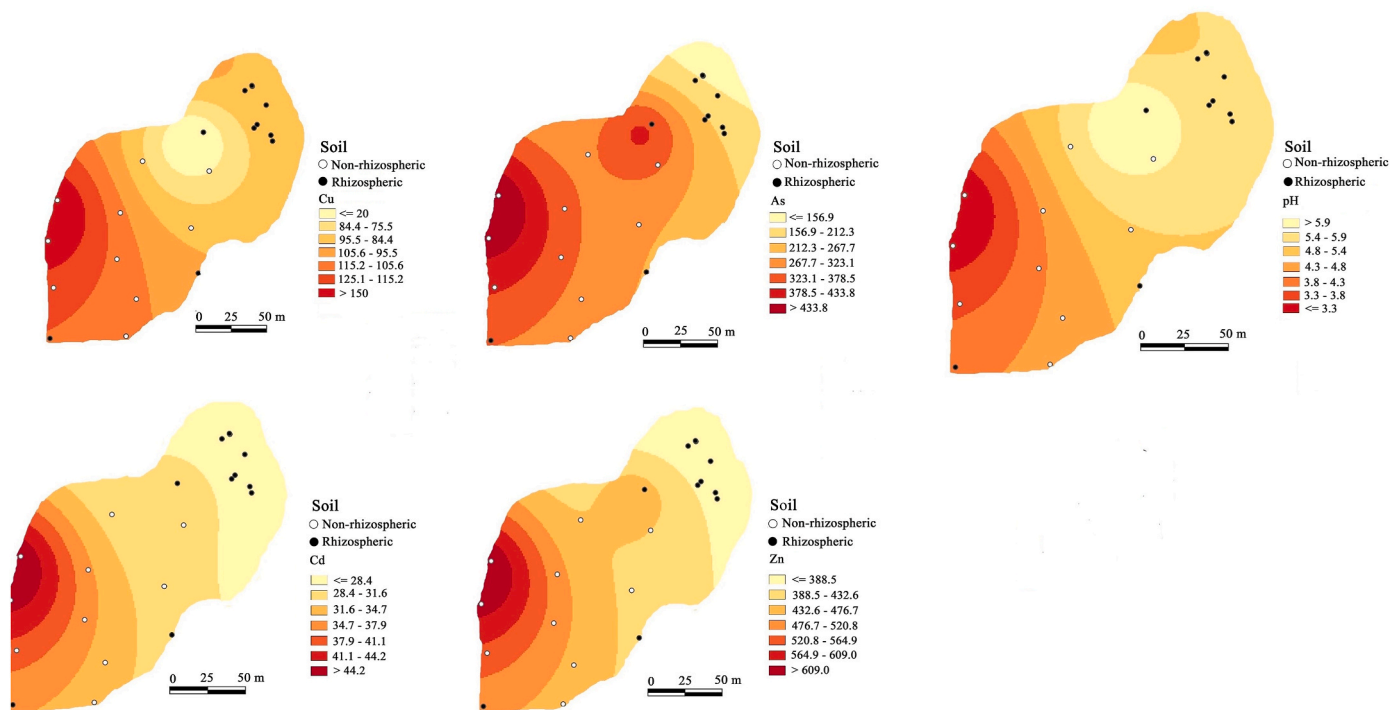 Soil
Non-rhizospheric
Rhizospheric
Cu
<= 20
84.4 - 75.5
95.5 - 84.4
105.6 - 95.5
115.2 - 105.6
125.1 - 115.2
> 150
0 25 50 m
Soil
Non-rhizospheric
Rhizospheric
As
<= 156.9
156.9 - 212.3
212.3 - 267.7
267.7 - 323.1
323.1 - 378.5
378.5 - 433.8
> 433.8
0 25 50 m
Soil
Non-rhizospheric
Rhizospheric
pH
> 5.9
5.4 - 5.9
4.8 - 5.4
4.3 - 4.8
3.8 - 4.3
3.3 - 3.8
<= 3.3
0 25 50 m
Soil
Non-rhizospheric
Rhizospheric
Cd
<= 28.4
28.4 - 31.6
31.6 - 34.7
34.7 - 37.9
37.9 - 41.1
41.1 - 44.2
> 44.2
0 25 50 m
Soil
Non-rhizospheric
Rhizospheric
Zn
<= 388.5
388.5 - 432.6
432.6 - 476.7
476.7 - 520.8
520.8 - 564.9
564.9 - 609.0
> 609.0
0 25 50 m